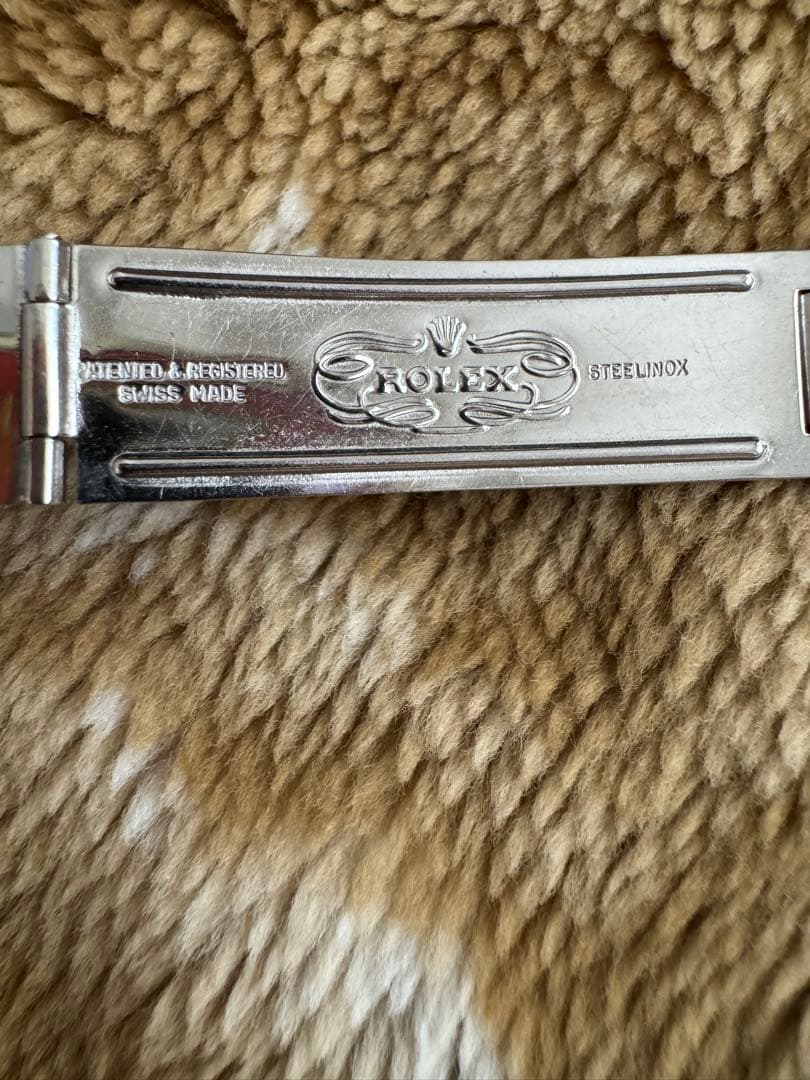 PATENTED & REGISTERED
SWISS MADE
ROLEX
STEELINOX